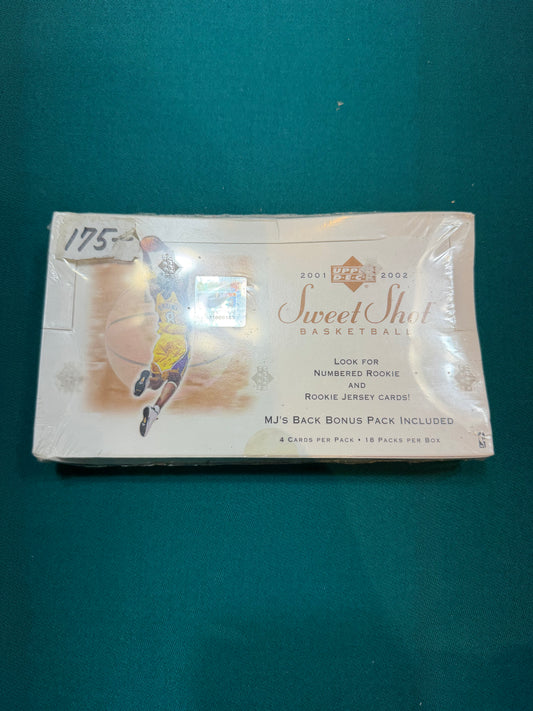 175-
2001 UPPER DECK 2002
Sweet Shot
BASKETBALL
LOOK FOR
NUMBERED ROOKIE
AND
ROOKIE JERSEY CARDS!
MJ'S BACK BONUS PACK INCLUDED
4 CARDS PER PACK • 18 PACKS PER BOX